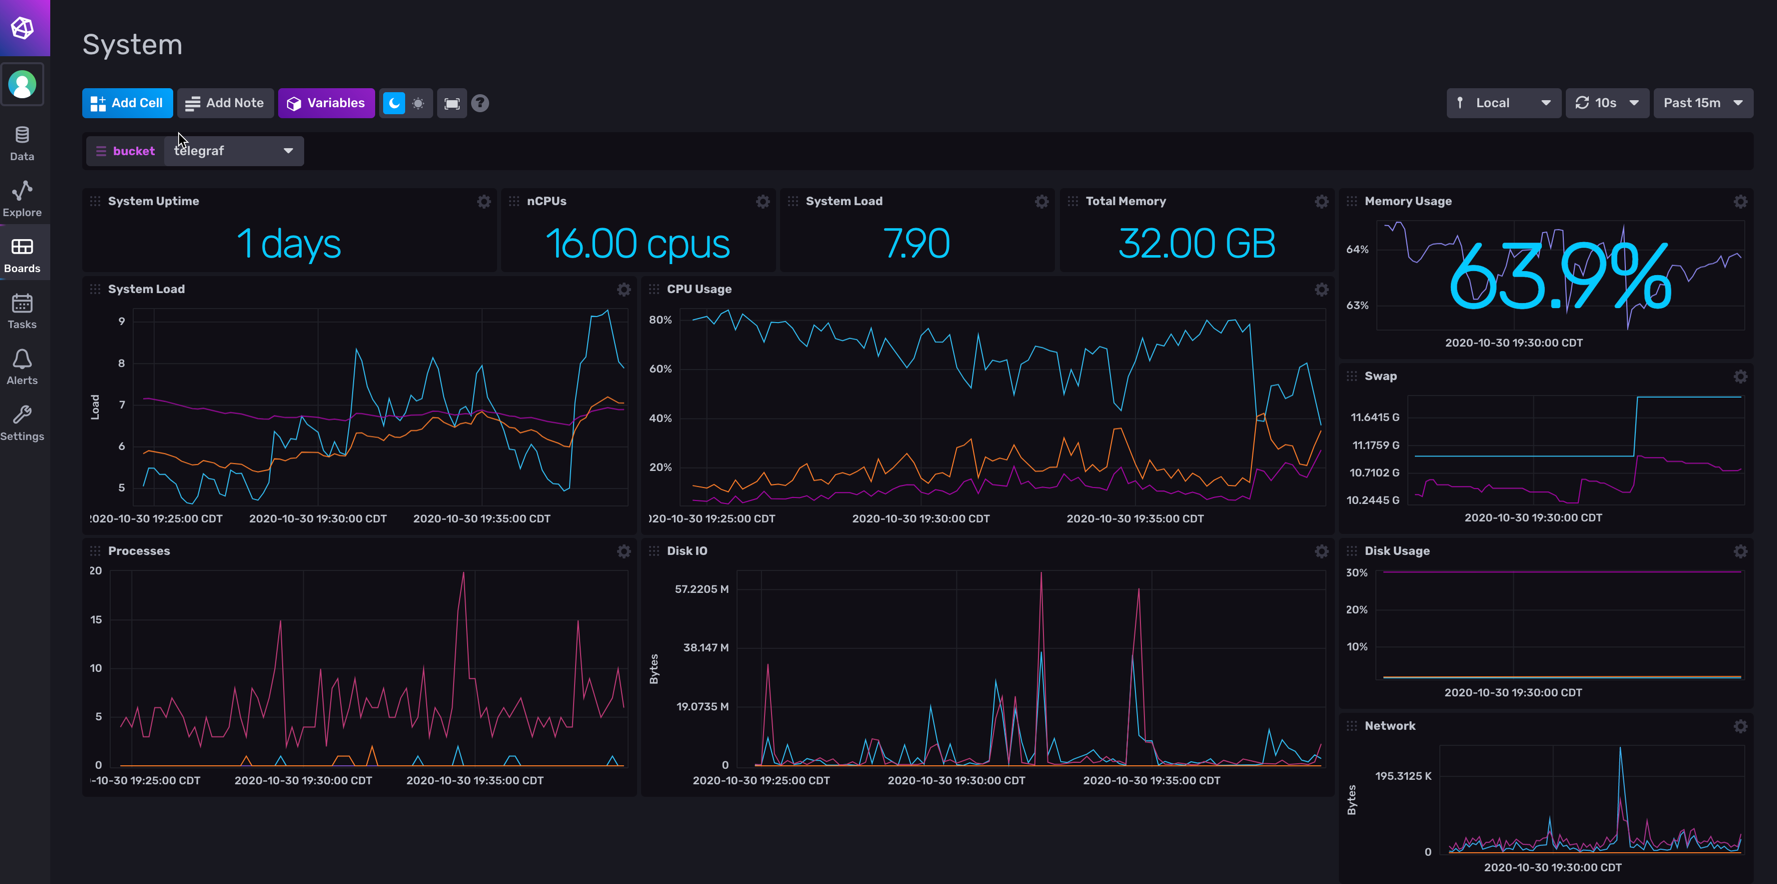 System
Add Cell
Add Note
Variables
?
Local
10s
Past 15m
bucket
telegraf
Data
Explore
Boards
Tasks
Alerts
Settings
System Uptime
1 days
nCPUs
16.00 cpus
System Load
7.90
Total Memory
32.00 GB
Memory Usage
64%
63%
63.9%
2020-10-30 19:30:00 CDT
System Load
9
8
7
6
5
Load
2020-10-30 19:25:00 CDT
2020-10-30 19:30:00 CDT
2020-10-30 19:35:00 CDT
CPU Usage
80%
60%
40%
20%
20-10-30 19:25:00 CDT
2020-10-30 19:30:00 CDT
2020-10-30 19:35:00 CDT
Swap
11.6415 G
11.1759 G
10.7102 G
10.2445 G
2020-10-30 19:30:00 CDT
Processes
20
15
10
5
0
-10-30 19:25:00 CDT
2020-10-30 19:30:00 CDT
2020-10-30 19:35:00 CDT
Disk IO
57.2205 M
38.147 M
19.0735 M
0
Bytes
2020-10-30 19:25:00 CDT
2020-10-30 19:30:00 CDT
2020-10-30 19:35:00 CDT
Disk Usage
30%
20%
10%
2020-10-30 19:30:00 CDT
Network
195.3125 K
0
Bytes
2020-10-30 19:30:00 CDT